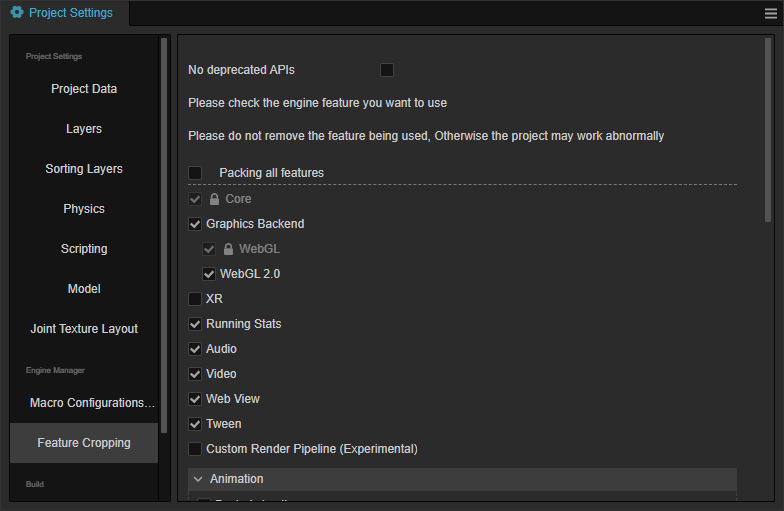 Project Settings
Project Settings
Project Data
Layers
Sorting Layers
Physics
Scripting
Model
Joint Texture Layout
Engine Manager
Macro Configurations...
Feature Cropping
Build
No deprecated APIs
Please check the engine feature you want to use
Please do not remove the feature being used, Otherwise the project may work abnormally
Packing all features
Core
Graphics Backend
WebGL
WebGL 2.0
XR
Running Stats
Audio
Video
Web View
Tween
Custom Render Pipeline (Experimental)
Animation